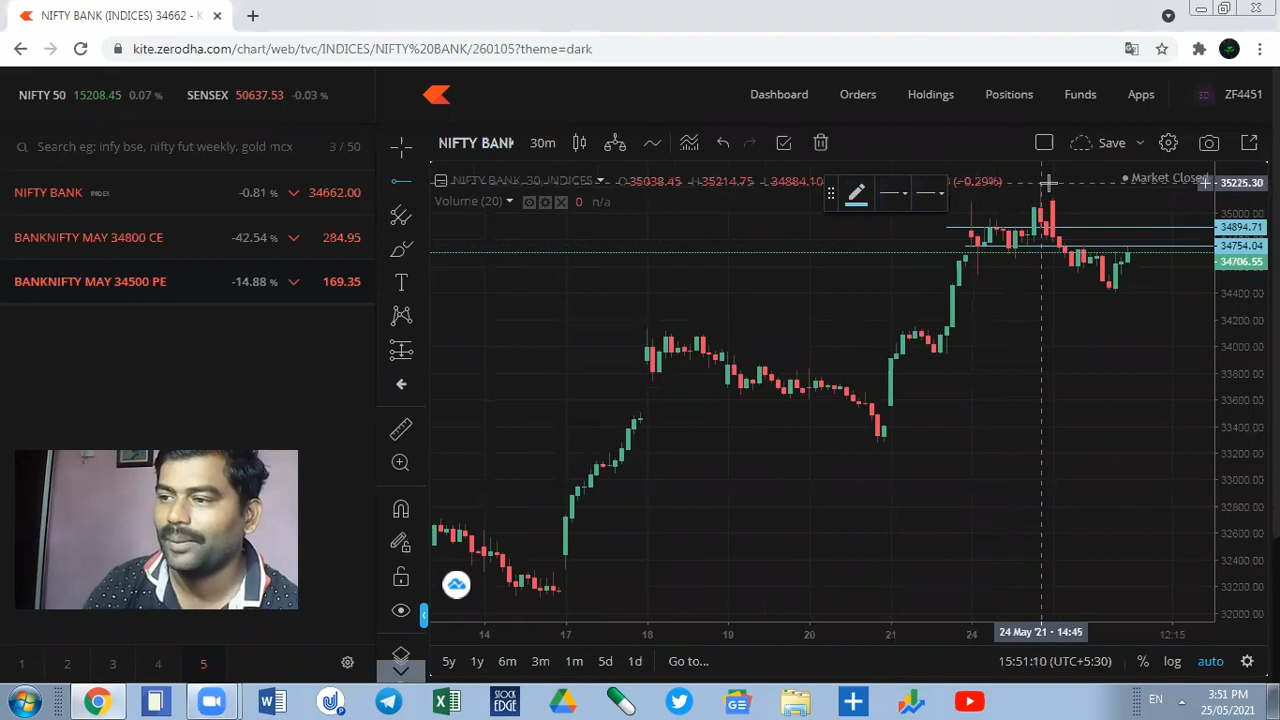 NIFTY BANK (INDICES) 34662 - K
kite.zerodha.com/chart/web/tvc/INDICES/NIFTY%20BANK/260105?theme=dark
NIFTY 50 15208.45 0.07 % SENSEX 50637.53 -0.03 %
Dashboard Orders Holdings Positions Funds Apps ZF4451
Search eg: infy bse, nifty fut weekly, gold mcx 3 / 50
NIFTY BANK INDEX -0.81 % 34662.00
BANKNIFTY MAY 34800 CE -42.54 % 284.95
BANKNIFTY MAY 34500 PE -14.88 % 169.35
NIFTY BANK 30m Save
NIFTY BANK, 30, INDICES O35038.45 H35214.75 L34884.10 (−0.29%)
Market Closed
Volume (20) 0 n/a
35225.30
35000.00
34894.71
34754.04
34706.55
34400.00
34200.00
34000.00
33800.00
33600.00
33400.00
33200.00
33000.00
32800.00
32600.00
32400.00
32200.00
32000.00
14 17 18 19 20 21 24 24 May '21 - 14:45 12:15
1 2 3 4 5
5y 1y 6m 3m 1m 5d 1d Go to... 15:51:10 (UTC+5:30) % log auto
STOCK EDGE
EN
3:51 PM
25/05/2021